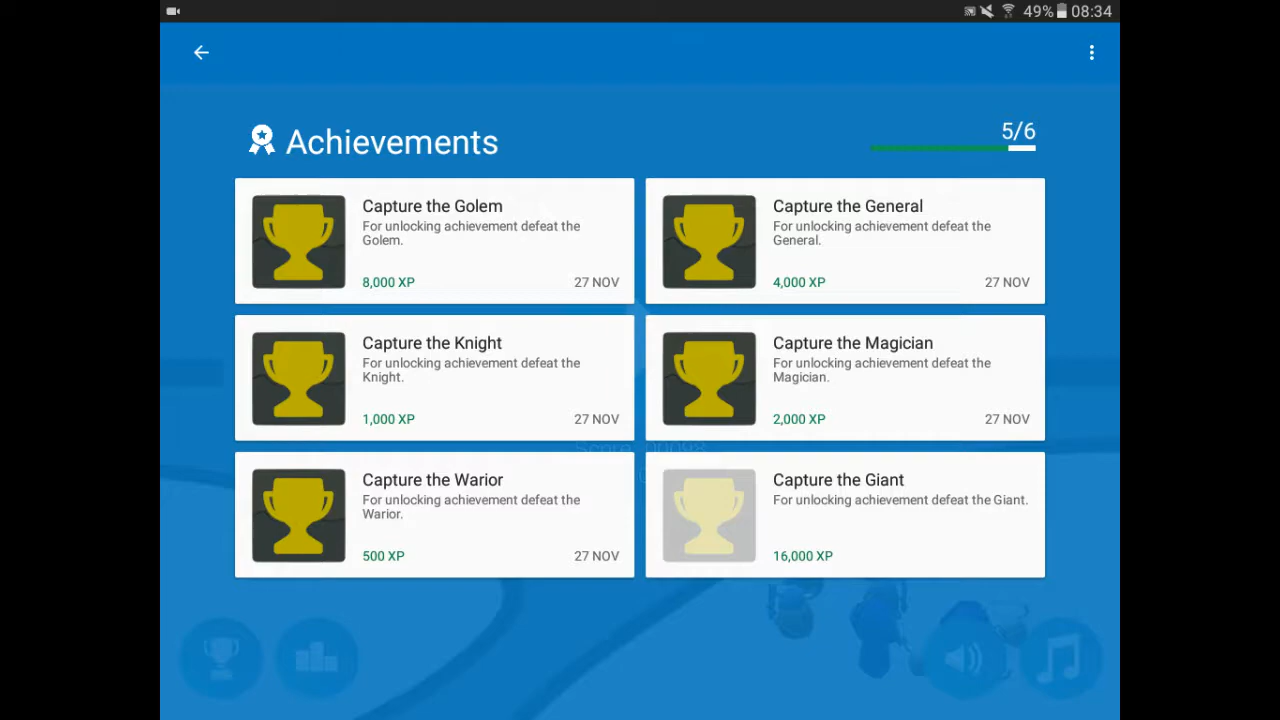 49% 08:34
Achievements
5/6
Capture the Golem
For unlocking achievement defeat the
Golem.
8,000 XP 27 NOV
Capture the General
For unlocking achievement defeat the
General.
4,000 XP 27 NOV
Capture the Knight
For unlocking achievement defeat the
Knight.
1,000 XP 27 NOV
Capture the Magician
For unlocking achievement defeat the
Magician.
2,000 XP 27 NOV
Capture the Warior
For unlocking achievement defeat the
Warior.
500 XP 27 NOV
Capture the Giant
For unlocking achievement defeat the Giant.
16,000 XP